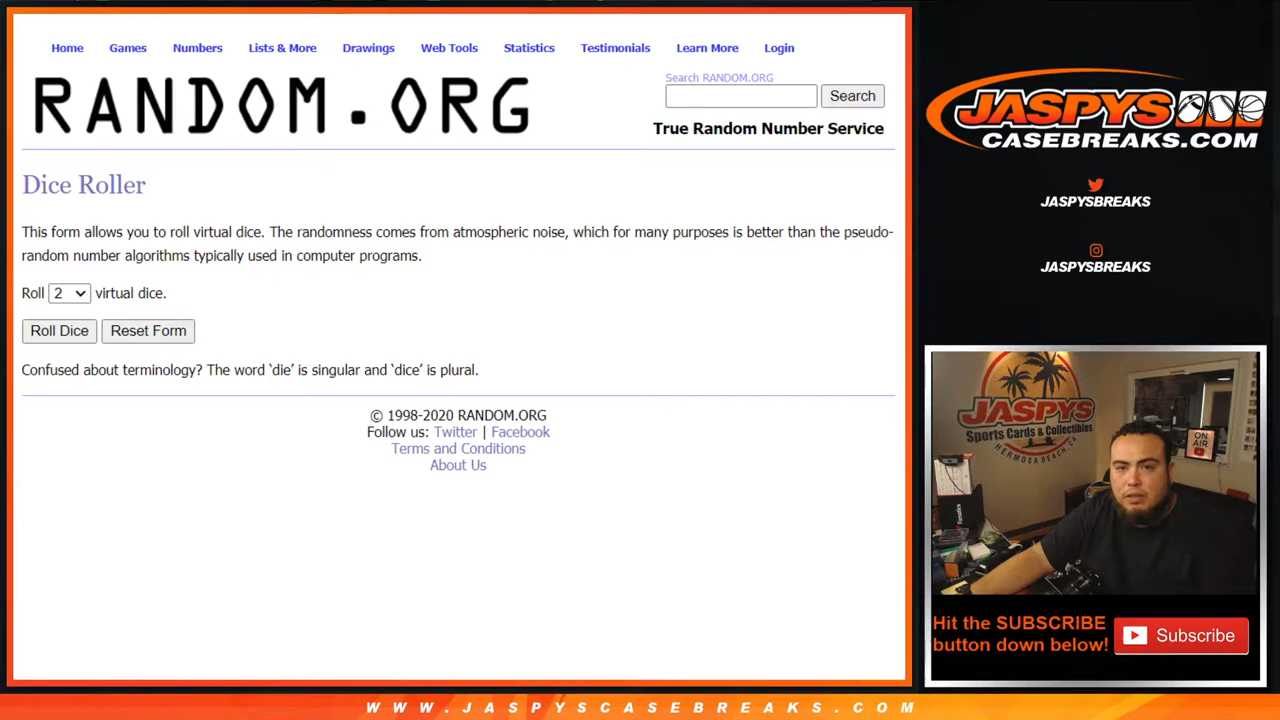 Home Games Numbers Lists & More Drawings Web Tools Statistics Testimonials Learn More Login
RANDOM.ORG
Search RANDOM.ORG
Search
True Random Number Service
Dice Roller
This form allows you to roll virtual dice. The randomness comes from atmospheric noise, which for many purposes is better than the pseudo-
random number algorithms typically used in computer programs.
Roll 2 virtual dice.
Roll Dice Reset Form
Confused about terminology? The word ‘die’ is singular and ‘dice’ is plural.
© 1998-2020 RANDOM.ORG
Follow us: Twitter | Facebook
Terms and Conditions
About Us
JASPYS
CASEBREAKS.COM
JASPYSBREAKS
JASPYSBREAKS
JASPYS
Sports Cards & Collectibles
HERMOSA BEACH, CA
ON
AIR
Fanatics
Hit the SUBSCRIBE
button down below!
Subscribe
WWW.JASPYSCASEBREAKS.COM